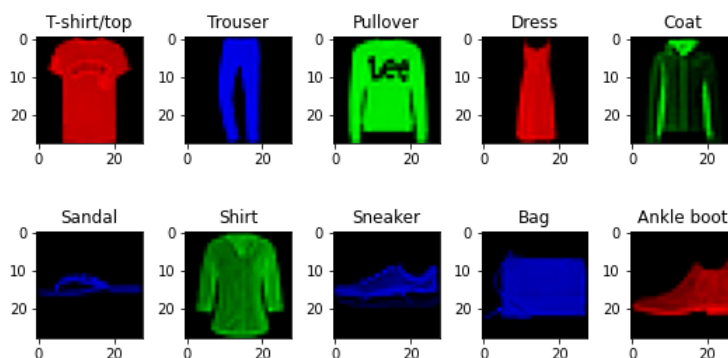 T-shirt/top Trouser Pullover Dress Coat
0 0 0 0 0
Lee
10 10 10 10 10
20 20 20 20 20
0 20 0 20 0 20 0 20 0 20
Sandal Shirt Sneaker Bag Ankle boot
0 0 0 0 0
10 10 10 10 10
20 20 20 20 20
0 20 0 20 0 20 0 20 0 20